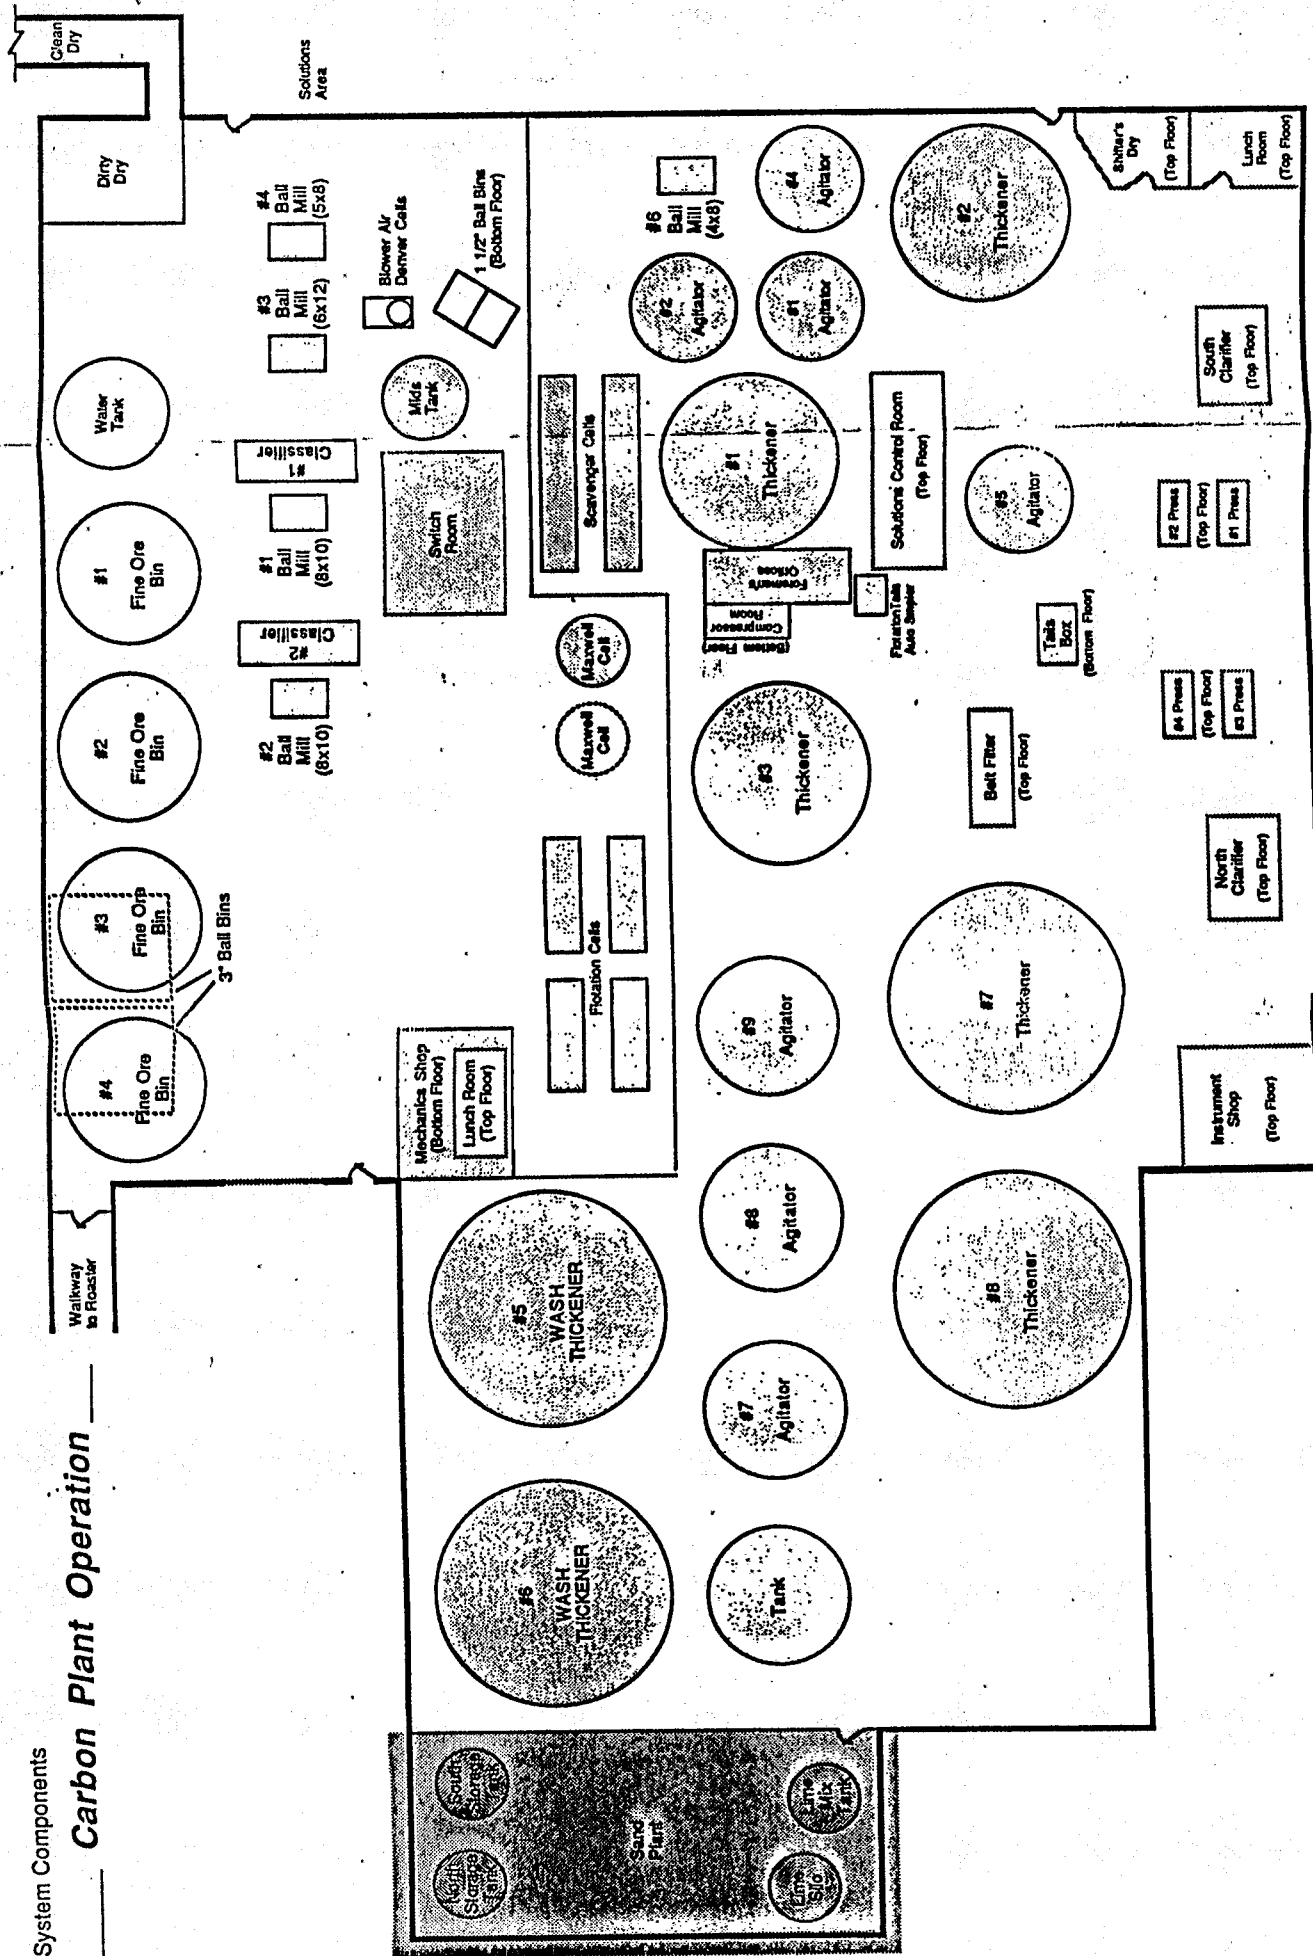 System Components
Carbon Plant Operation
Walkway
to Roaster
#4
Fine Ore
Bin
#3
Fine Ore
Bin
3" Ball Bins
#2
Fine Ore
Bin
#1
Fine Ore
Bin
Water
Tank
Dirty
Dry
Clean
Dry
Solutions
Area
#2
Ball
Mill
(8x10)
#2
Classifier
#1
Ball
Mill
(8x10)
#1
Classifier
#3
Ball
Mill
(6x12)
#4
Ball
Mill
(5x8)
Blower Air
Denver Cells
1 1/2" Ball Bins
(Bottom Floor)
Mids
Tank
Switch
Room
Mechanics Shop
(Bottom Floor)
Lunch Room
(Top Floor)
Flotation Cells
Maxwell
Cell
Maxwell
Cell
Scavenger Cells
#6
Ball
Mill
(4x8)
#2
Agitator
#4
Agitator
#1
Agitator
#1
Thickener
#2
Thickener
Foreman's
Offices
Compressor
Room
(Bottom Floor)
Flotation Tails
Auto Sampler
Solutions Control Room
(Top Floor)
#5
Agitator
Shifter's
Dry
(Top Floor)
Lunch
Room
(Top Floor)
South
Clarifier
(Top Floor)
#2 Press
(Top Floor)
#1 Press
Tails
Box
(Bottom Floor)
#4 Press
(Top Floor)
#3 Press
Belt Filter
(Top Floor)
North
Clarifier
(Top Floor)
#3
Thickener
#9
Agitator
#7
Thickener
Instrument
Shop
(Top Floor)
#8
Agitator
#8
Thickener
#5
WASH
THICKENER
#7
Agitator
#6
WASH
THICKENER
Tank
South
Storage
Tank
North
Storage
Tank
Sand
Plant
Lime
Mix
Tank
Lime
Silo